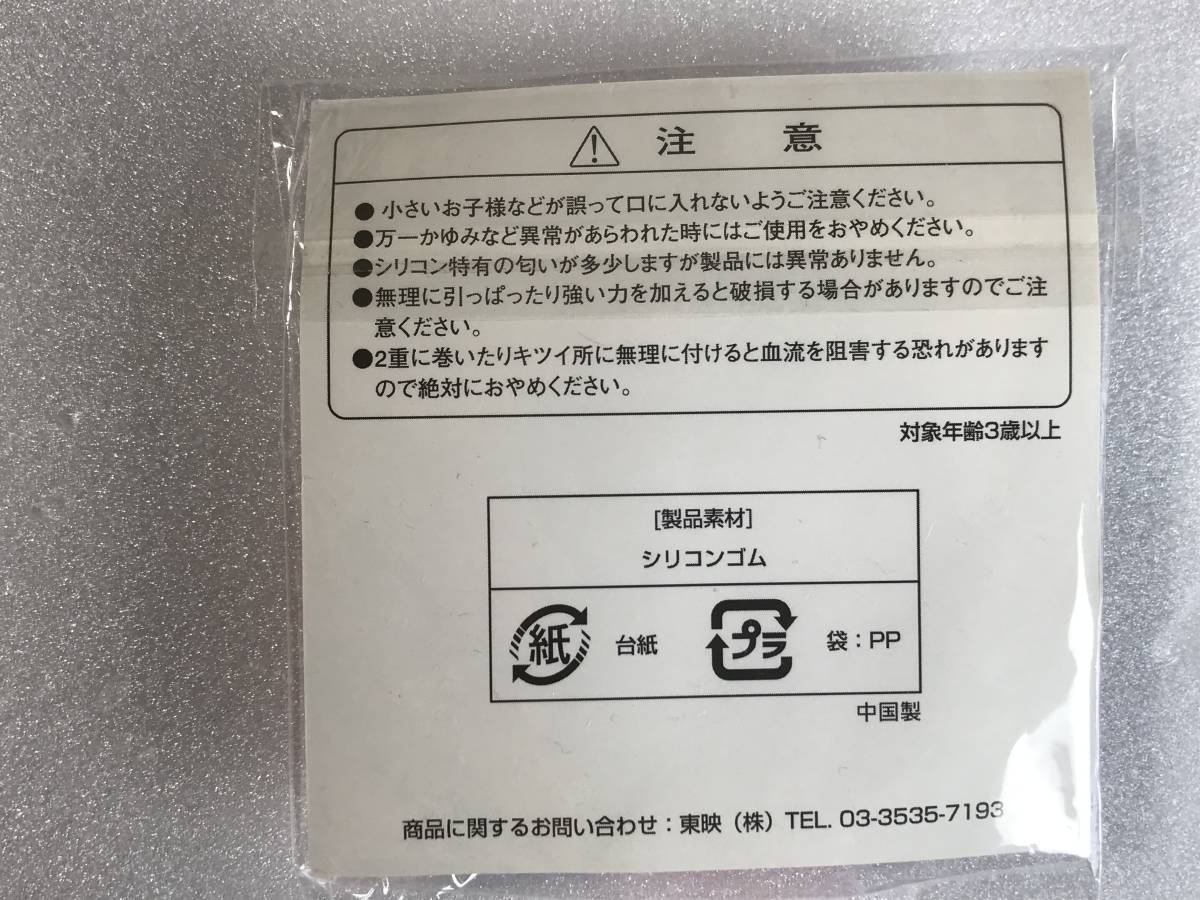 注 意
● 小さいお子様などが誤って口に入れないようご注意ください。
●万一かゆみなど異常があらわれた時にはご使用をおやめください。
●シリコン特有の匂いが多少しますが製品には異常ありません。
●無理に引っぱったり強い力を加えると破損する場合がありますのでご注
意ください。
●2重に巻いたりキツイ所に無理に付けると血流を阻害する恐れがあります
ので絶対におやめください。
対象年齢3歳以上
[製品素材]
シリコンゴム
紙 台紙 プラ 袋：PP
中国製
商品に関するお問い合わせ：東映（株）TEL. 03-3535-7193